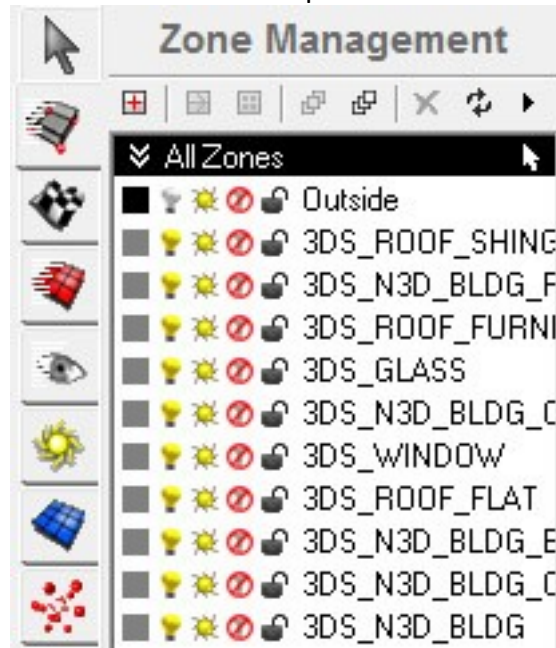 Zone Management
All Zones
Outside
3DS_ROOF_SHING
3DS_N3D_BLDG_F
3DS_ROOF_FURNI
3DS_GLASS
3DS_N3D_BLDG_C
3DS_WINDOW
3DS_ROOF_FLAT
3DS_N3D_BLDG_E
3DS_N3D_BLDG_C
3DS_N3D_BLDG